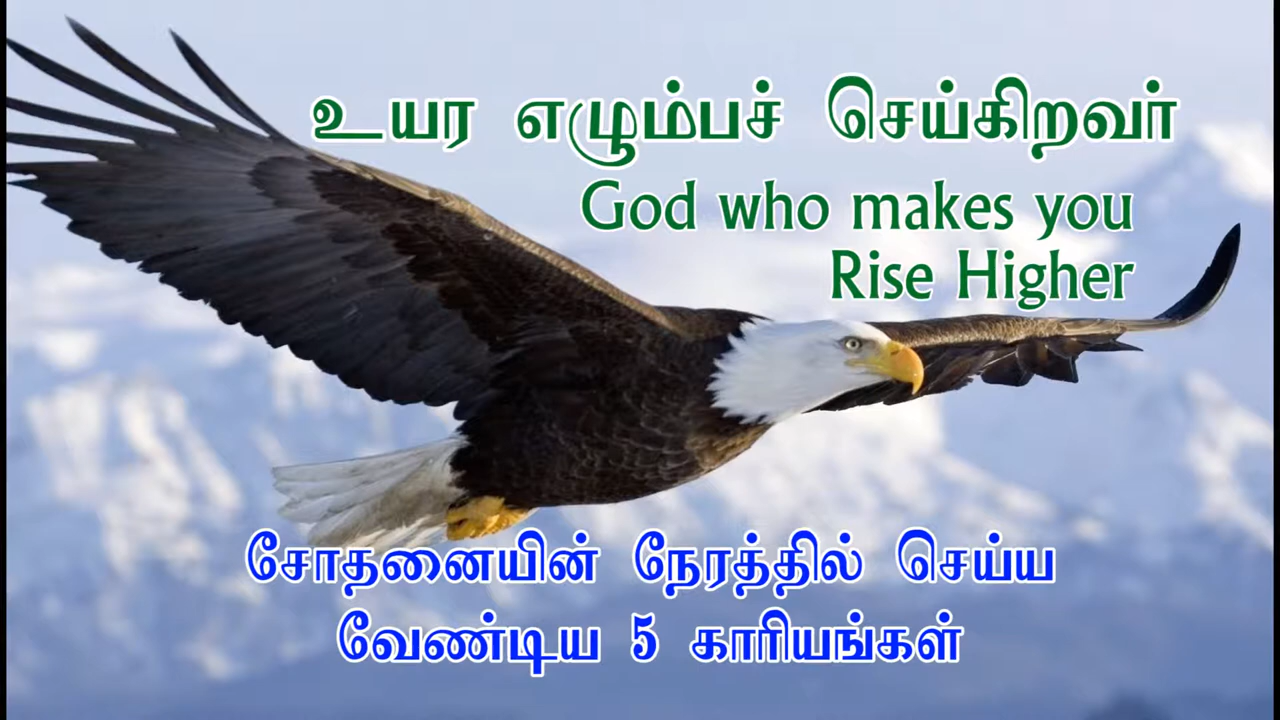 உயர எழும்பச் செய்கிறவர்
God who makes you
Rise Higher
சோதனையின் நேரத்தில் செய்ய
வேண்டிய 5 காரியங்கள்